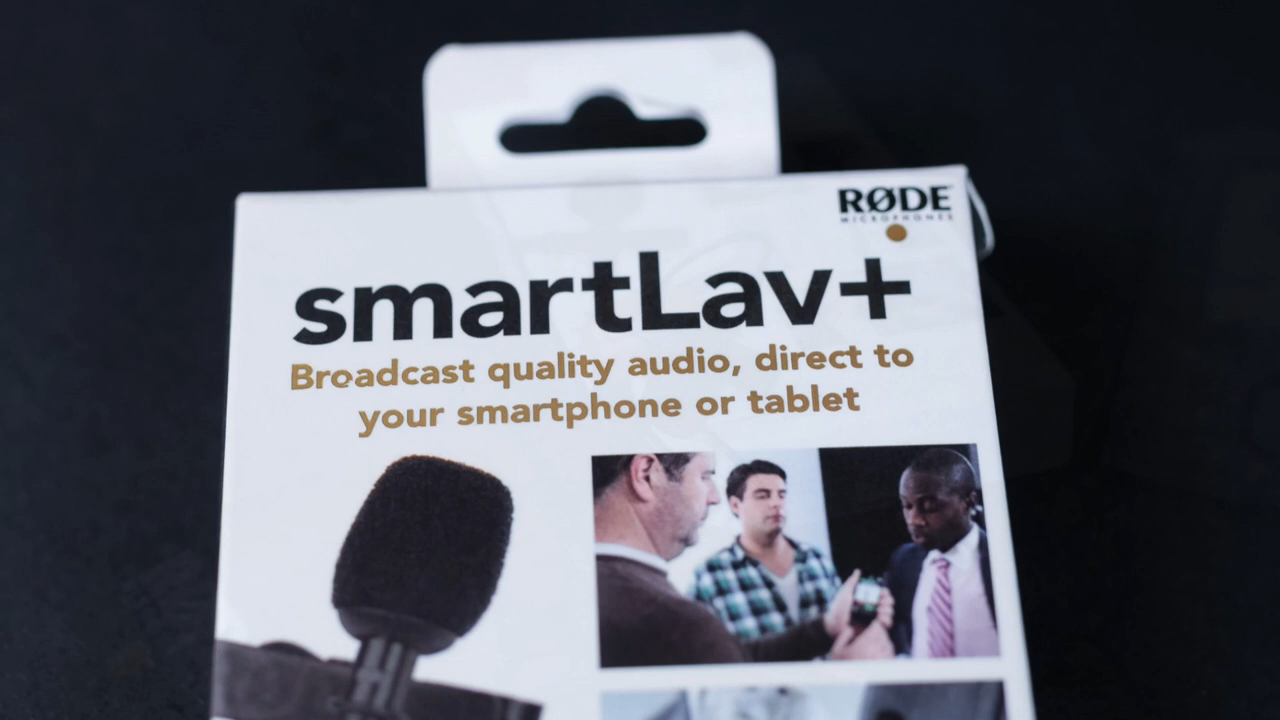 RØDE
MICROPHONES
smartLav+
Broadcast quality audio, direct to
your smartphone or tablet